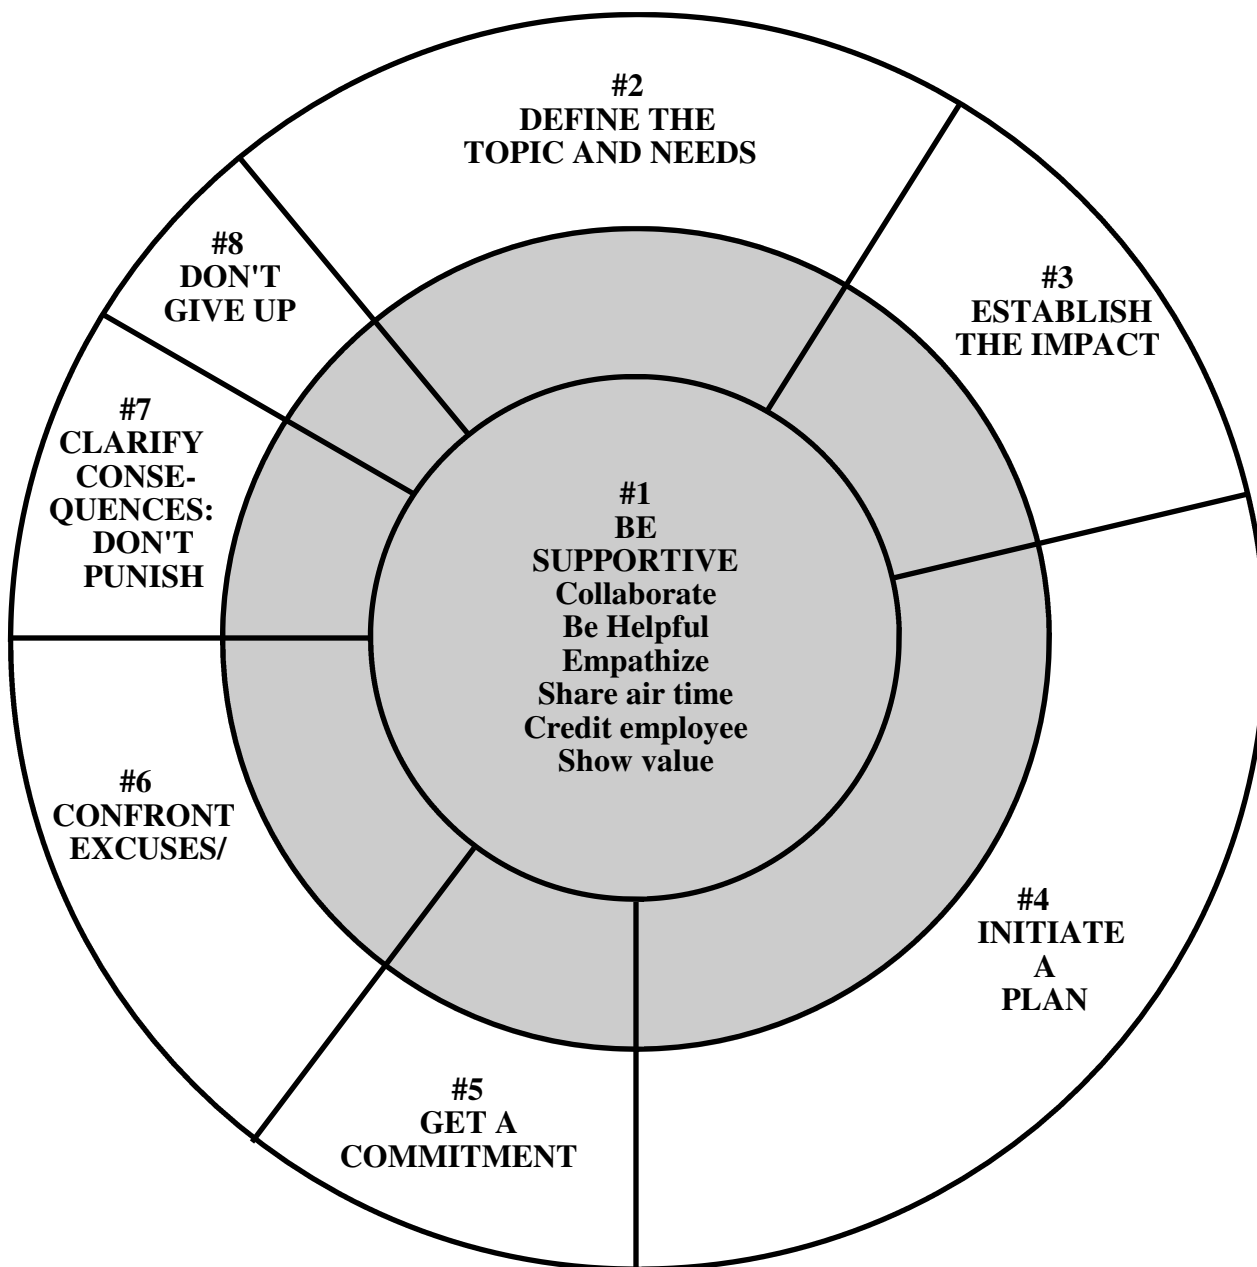 #1
BE
SUPPORTIVE
Collaborate
Be Helpful
Empathize
Share air time
Credit employee
Show value
#2
DEFINE THE
TOPIC AND NEEDS
#3
ESTABLISH
THE IMPACT
#4
INITIATE
A
PLAN
#5
GET A
COMMITMENT
#6
CONFRONT
EXCUSES/
#7
CLARIFY
CONSE-
QUENCES:
DON'T
PUNISH
#8
DON'T
GIVE UP